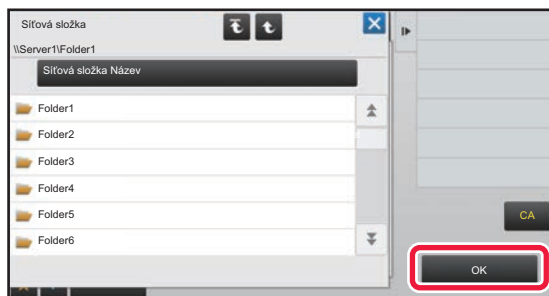 Síťová složka
\\Server1\Folder1
Síťová složka Název
Folder1
Folder2
Folder3
Folder4
Folder5
Folder6
CA
OK